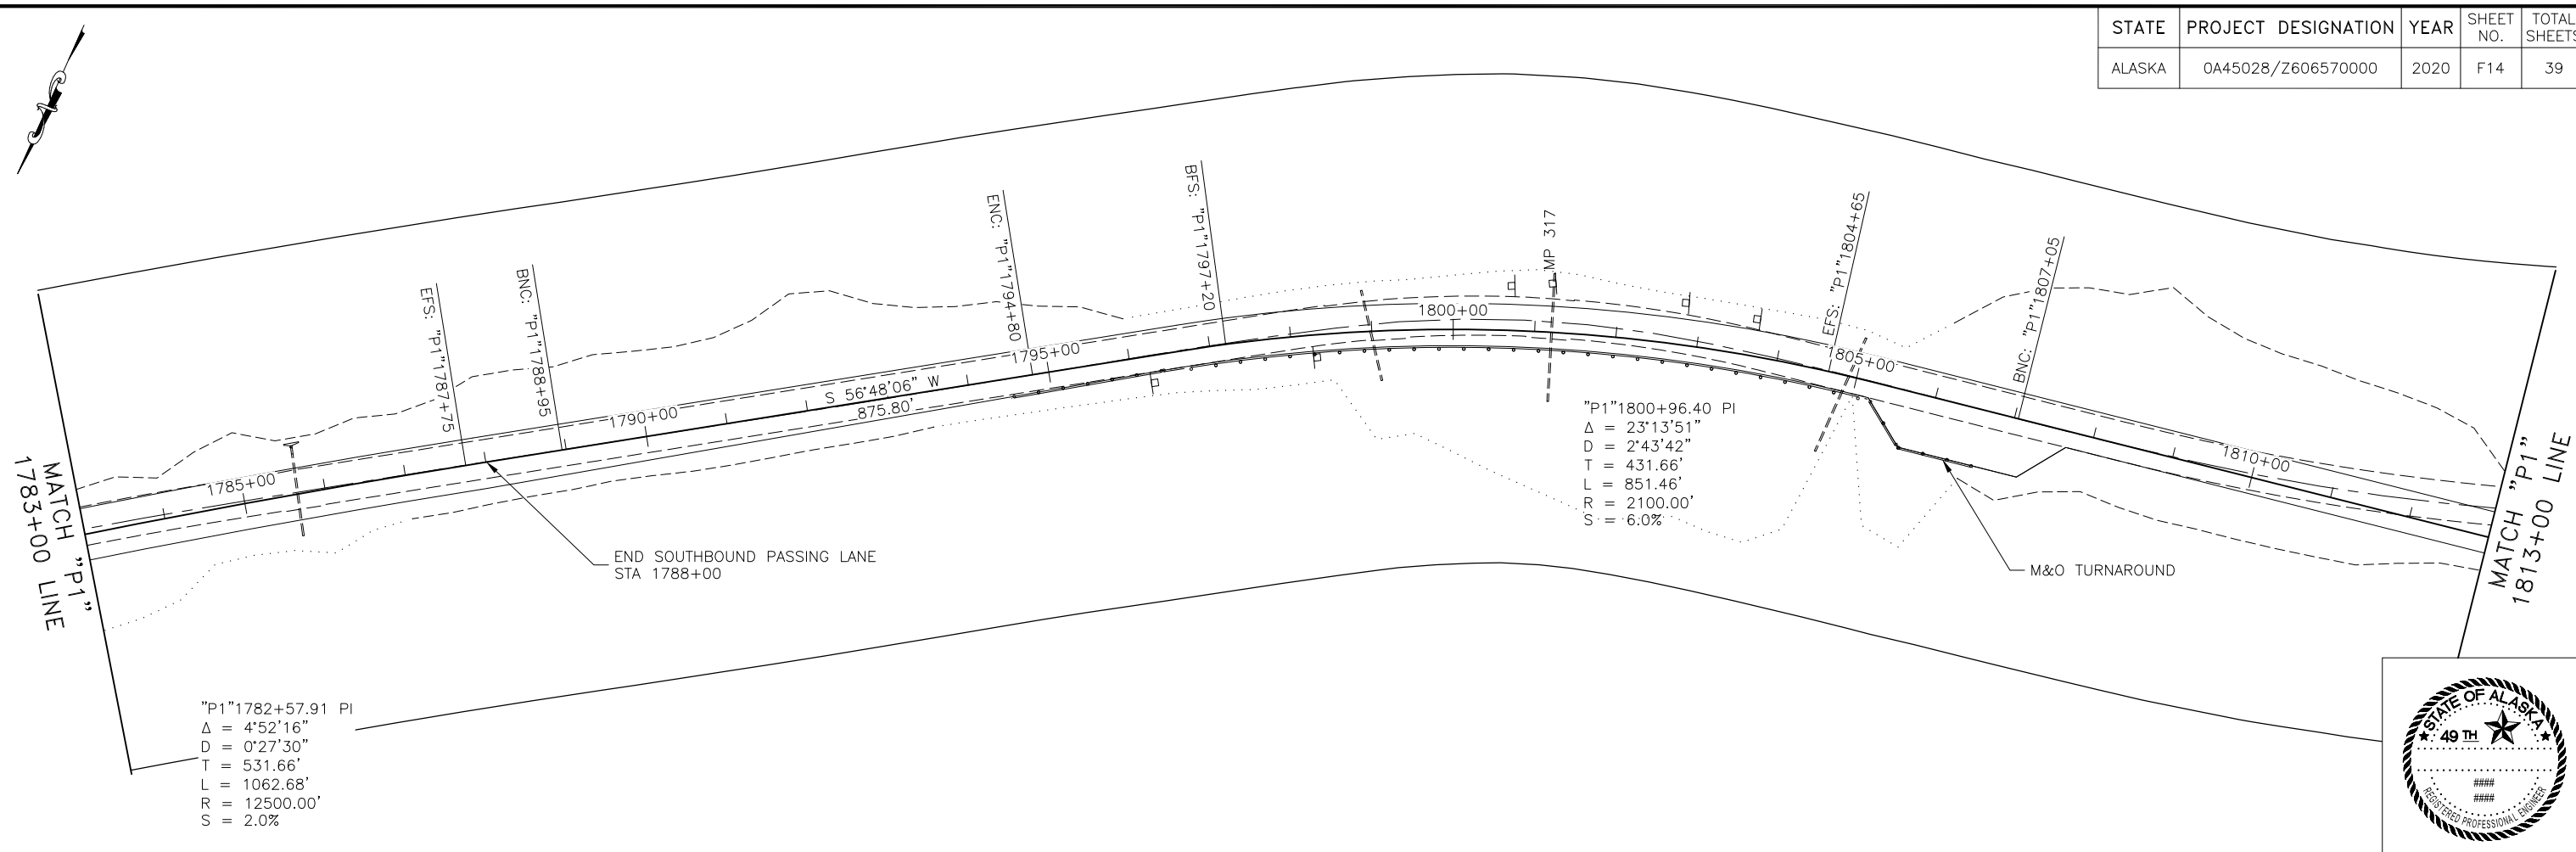 STATE PROJECT DESIGNATION YEAR SHEET NO. TOTAL SHEETS
ALASKA 0A45028/Z606570000 2020 F14 39
MATCH "P1"
1783+00 LINE
1785+00
EFS: "P1"1787+75
BNC: "P1"1788+95
1790+00
S 56°48'06" W
875.80'
ENC: "P1"1794+80
1795+00
BFS: "P1"1797+20
1800+00
MP 317
EFS: "P1"1804+65
1805+00
BNC: "P1"1807+05
1810+00
MATCH "P1"
1813+00 LINE
END SOUTHBOUND PASSING LANE
STA 1788+00
"P1"1800+96.40 PI
Δ = 23°13'51"
D = 2°43'42"
T = 431.66'
L = 851.46'
R = 2100.00'
S = 6.0%
M&O TURNAROUND
"P1"1782+57.91 PI
Δ = 4°52'16"
D = 0°27'30"
T = 531.66'
L = 1062.68'
R = 12500.00'
S = 2.0%
STATE OF ALASKA
49 TH
####
####
REGISTERED PROFESSIONAL ENGINEER